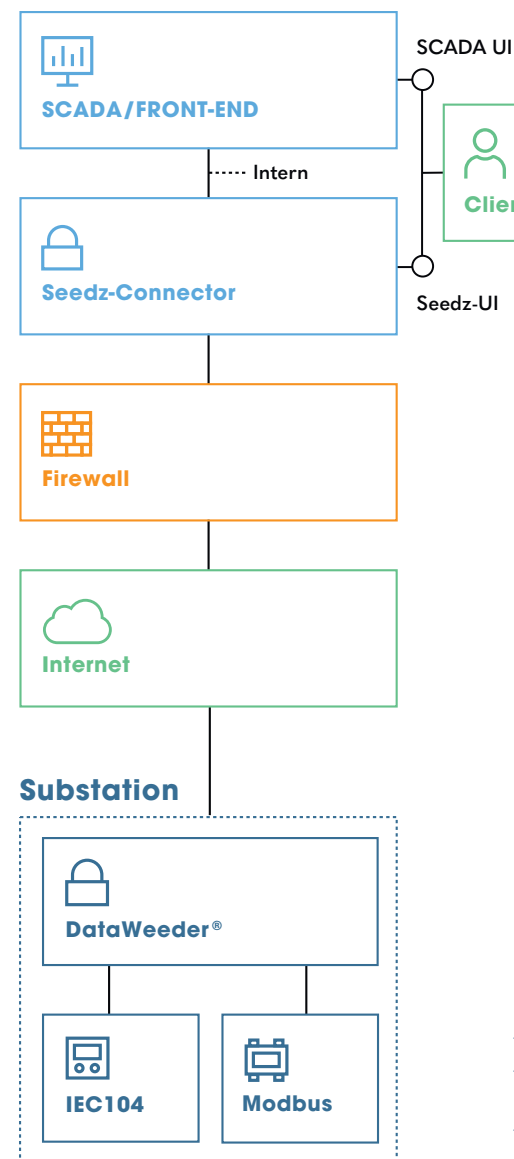 SCADA UI
SCADA/FRONT-END
Intern
Seedz-Connector
Seedz-UI
Firewall
Internet
Substation
DataWeeder®
IEC104
Modbus